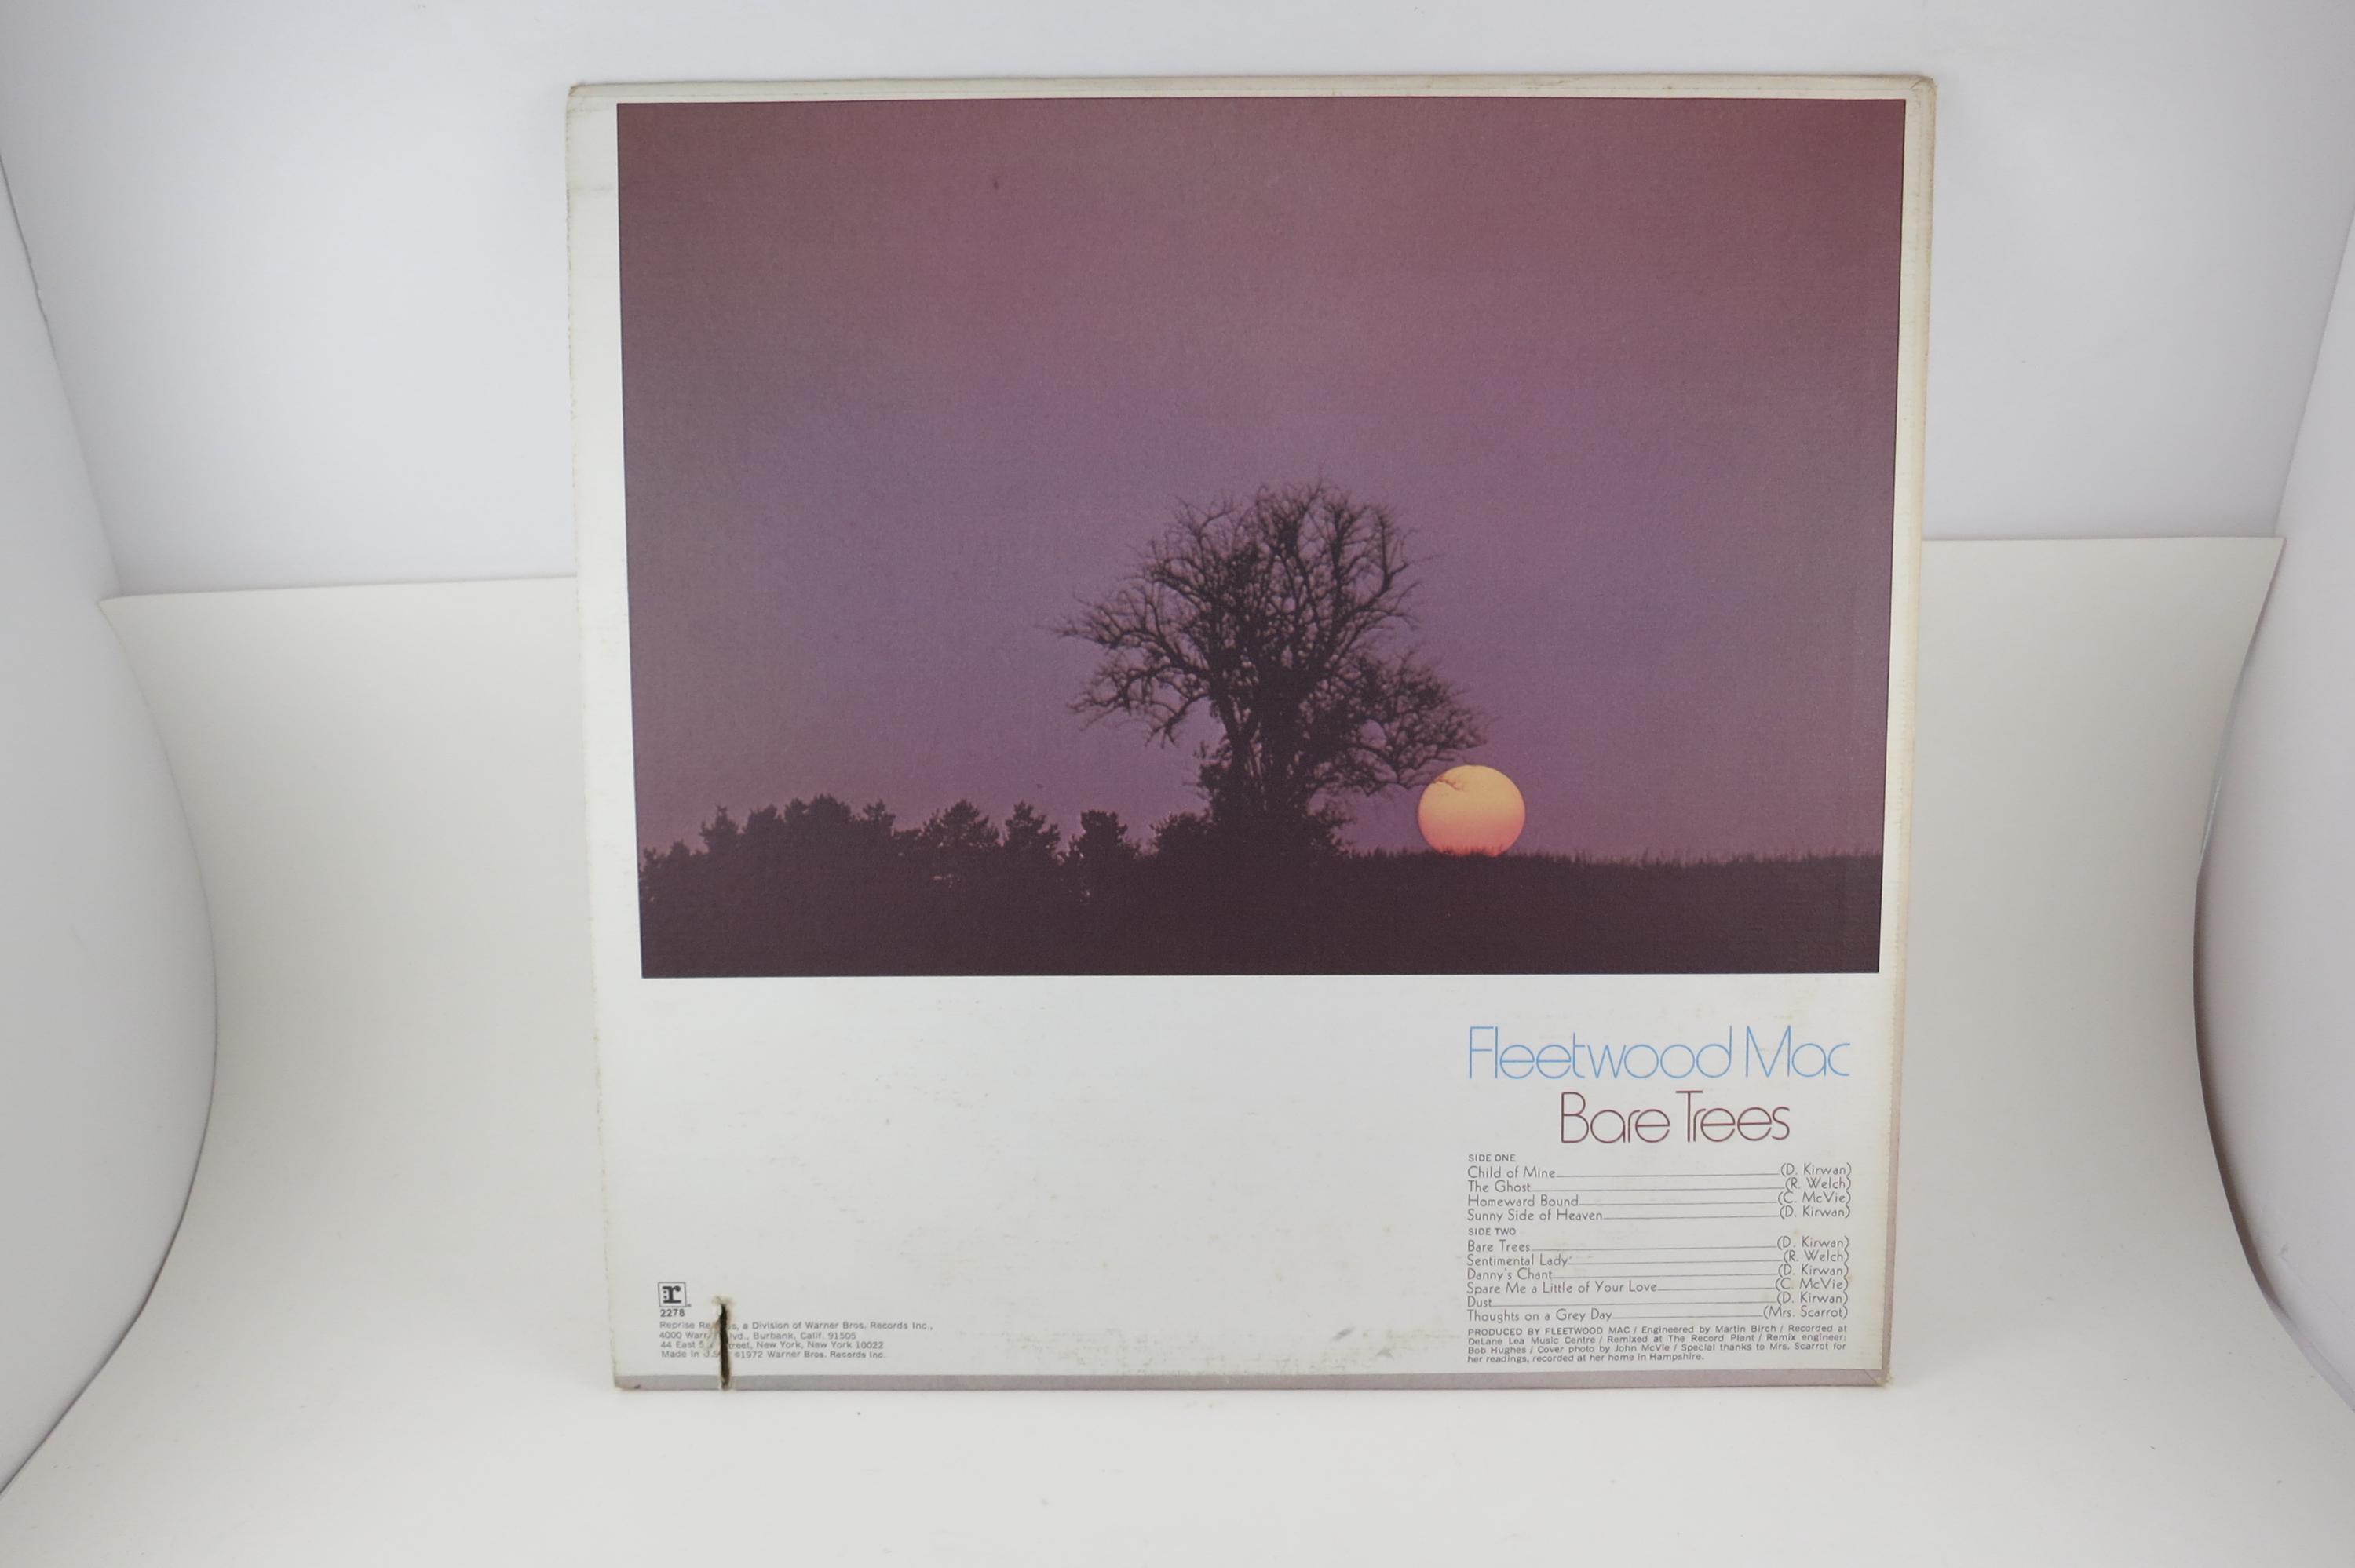 Fleetwood Mac
Bare Trees
SIDE ONE
Child of Mine (D. Kirwan)
The Ghost (R. Welch)
Homeward Bound (C. McVie)
Sunny Side of Heaven (D. Kirwan)
SIDE TWO
Bare Trees (D. Kirwan)
Sentimental Lady (R. Welch)
Danny's Chant (D. Kirwan)
Spare Me a Little of Your Love (C. McVie)
Dust (D. Kirwan)
Thoughts on a Grey Day (Mrs. Scarrot)
PRODUCED BY FLEETWOOD MAC / Engineered by Martin Birch / Recorded at
DeLane Lea Music Centre / Remixed at The Record Plant / Remix engineer:
Bob Hughes / Cover photo by John McVie / Special thanks to Mrs. Scarrot for
her readings, recorded at her home in Hampshire.
r
2278
Reprise a Division of Warner Bros. Records Inc.,
4000 Burbank, Calif. 91505
44 East New York, New York 10022
Made in ©1972 Warner Bros. Records Inc.